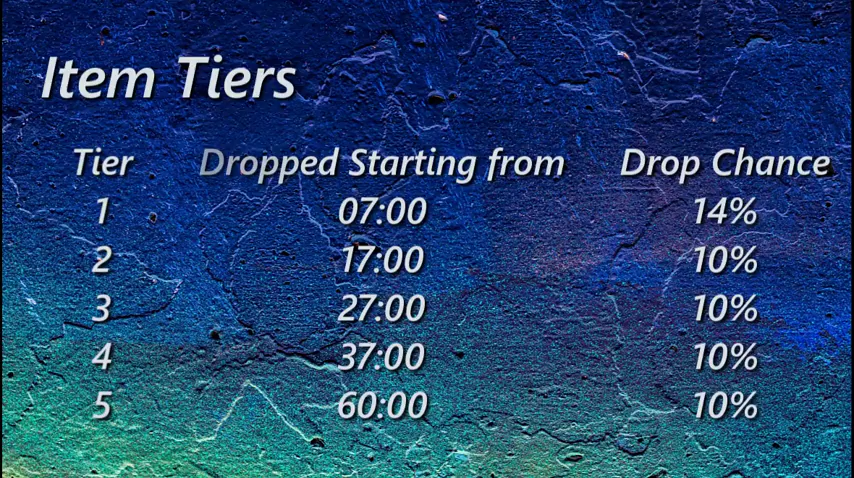 Item Tiers
Tier Dropped Starting from Drop Chance
1 07:00 14%
2 17:00 10%
3 27:00 10%
4 37:00 10%
5 60:00 10%